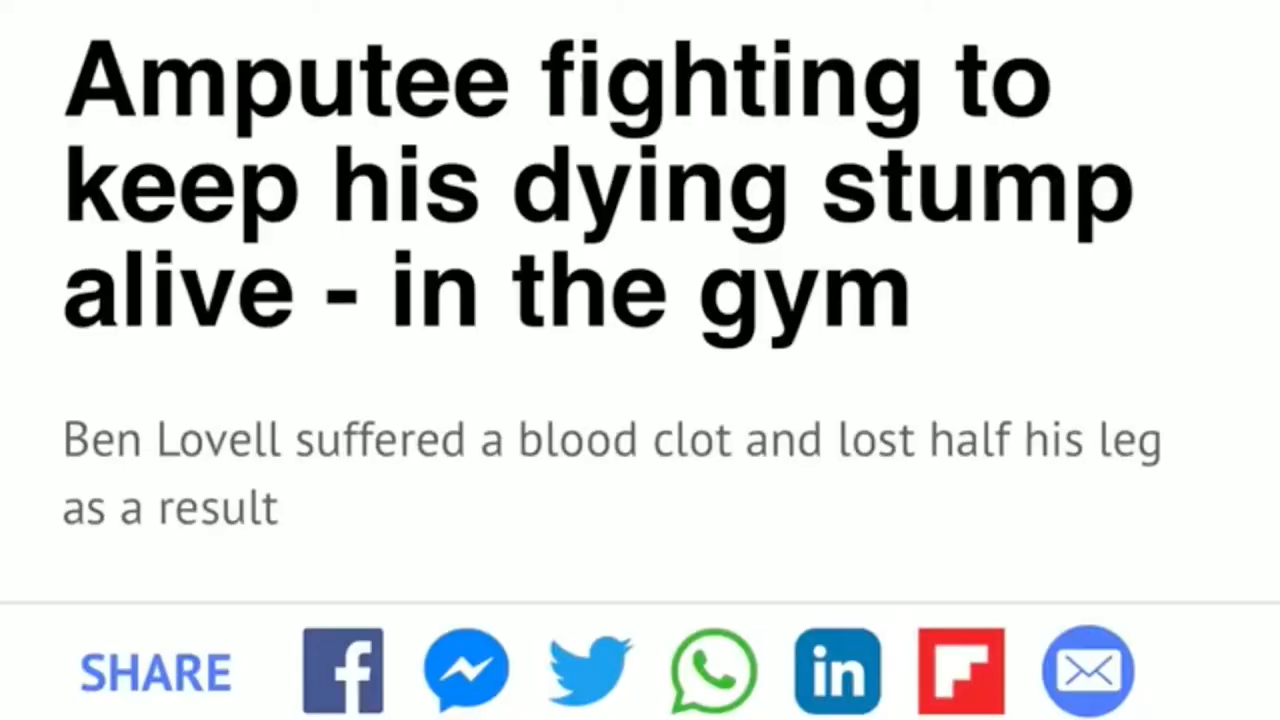 Amputee fighting to
keep his dying stump
alive - in the gym
Ben Lovell suffered a blood clot and lost half his leg
as a result
SHARE f in